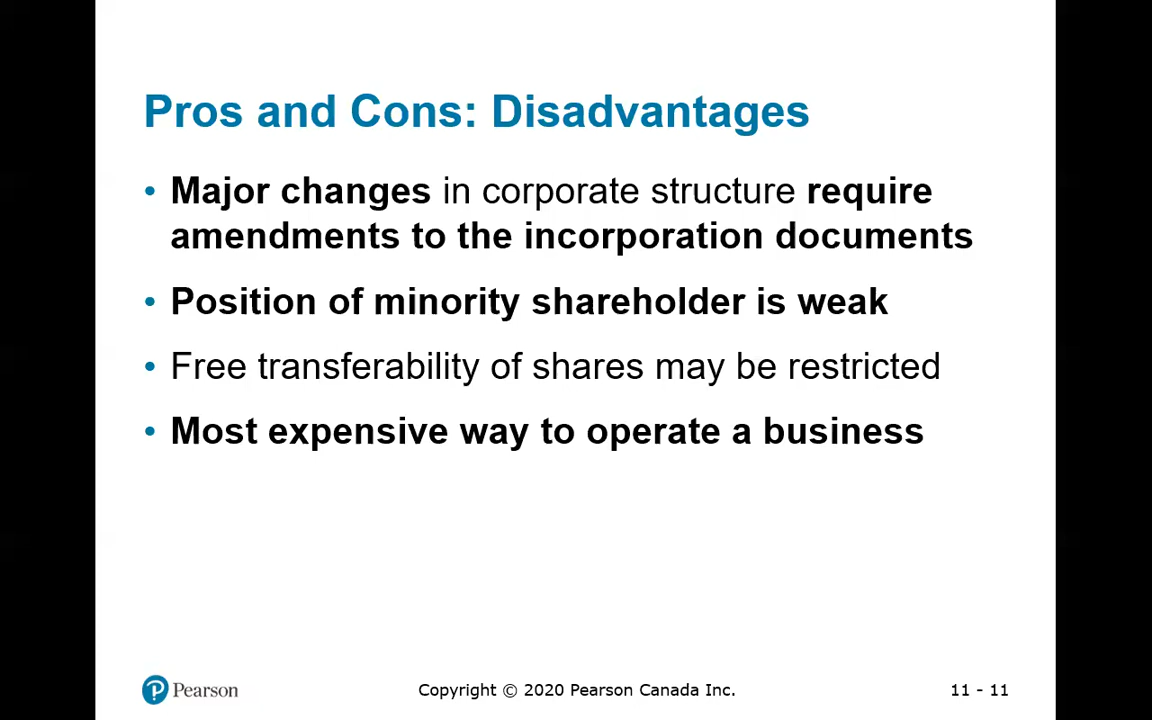 Pros and Cons: Disadvantages
• Major changes in corporate structure require
amendments to the incorporation documents
• Position of minority shareholder is weak
• Free transferability of shares may be restricted
• Most expensive way to operate a business
Pearson
Copyright © 2020 Pearson Canada Inc.
11 - 11